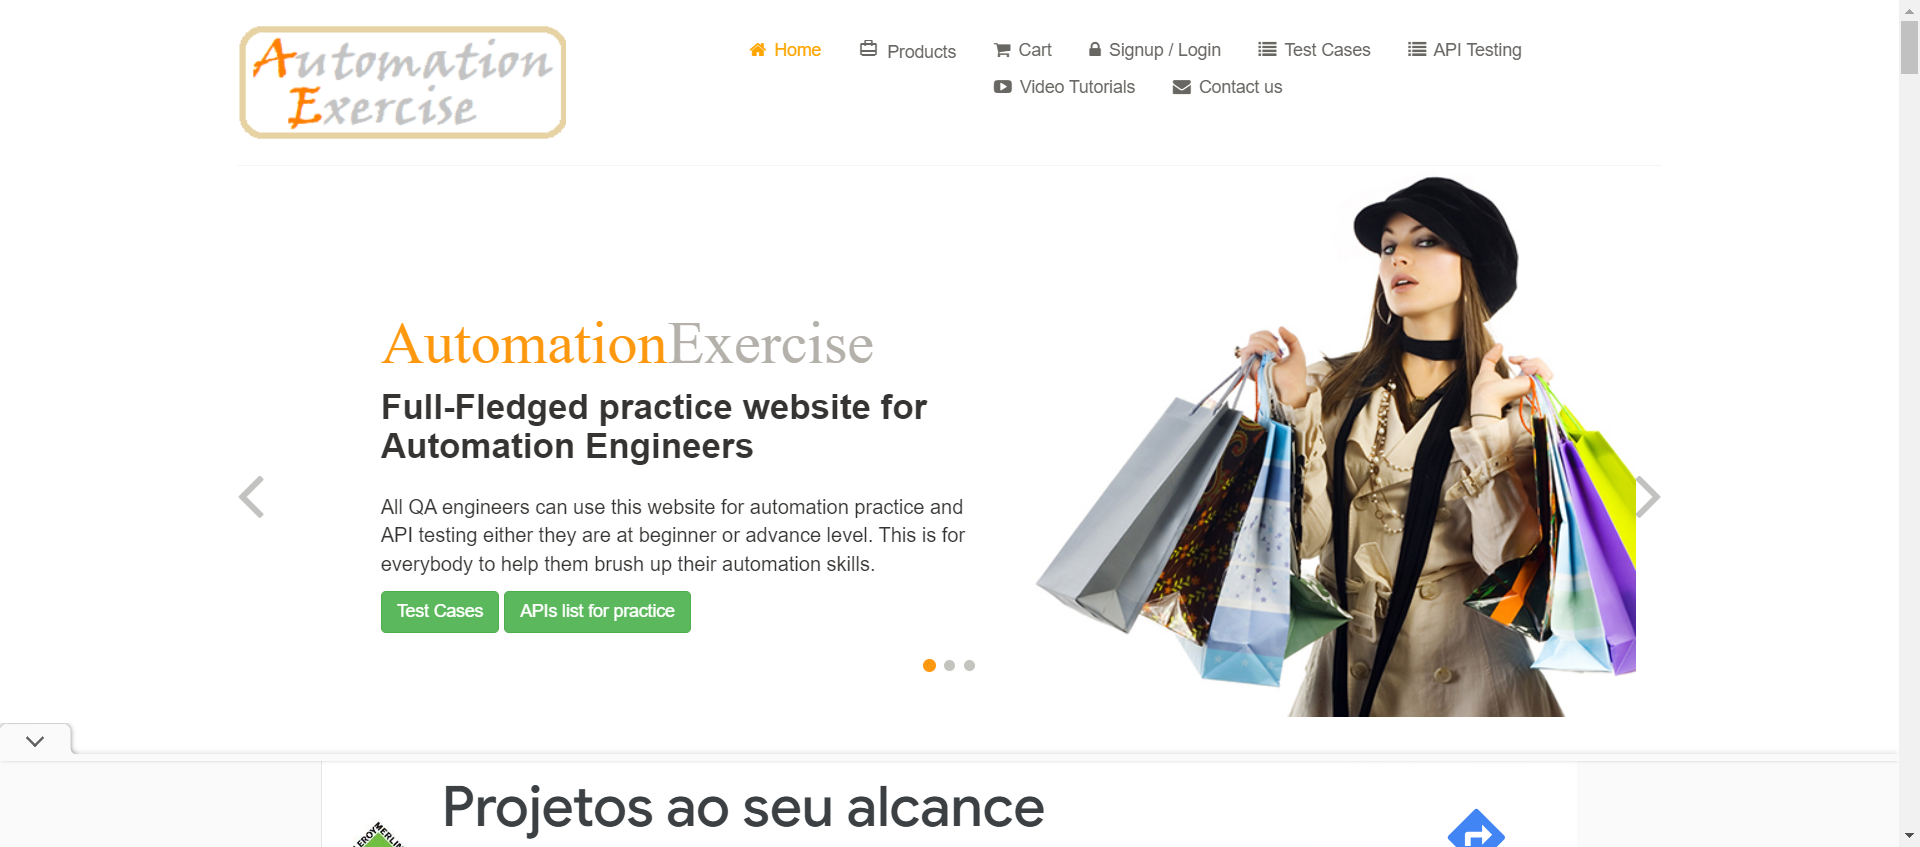 Automation
Exercise
Home
Products
Cart
Signup / Login
Test Cases
API Testing
Video Tutorials
Contact us
AutomationExercise
Full-Fledged practice website for
Automation Engineers
All QA engineers can use this website for automation practice and
API testing either they are at beginner or advance level. This is for
everybody to help them brush up their automation skills.
Test Cases
APIs list for practice
Projetos ao seu alcance
LEROY MERLIN